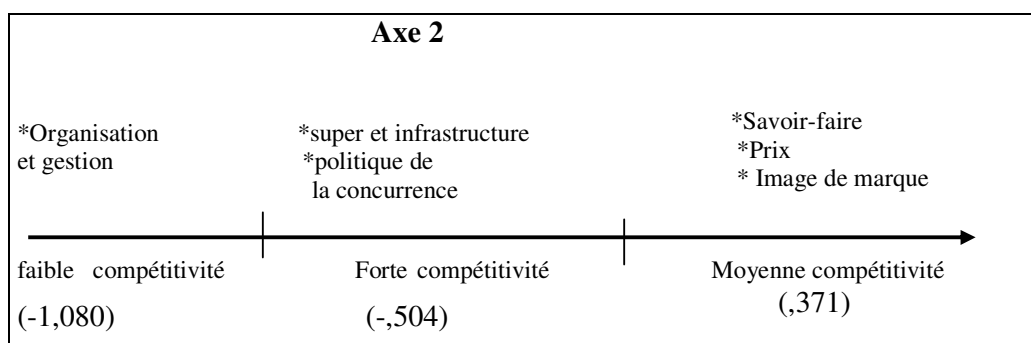 Axe 2
*Organisation
et gestion
*super et infrastructure
*politique de
la concurrence
*Savoir-faire
*Prix
* Image de marque
faible compétitivité
Forte compétitivité
Moyenne compétitivité
(-1,080)
(-,504)
(,371)